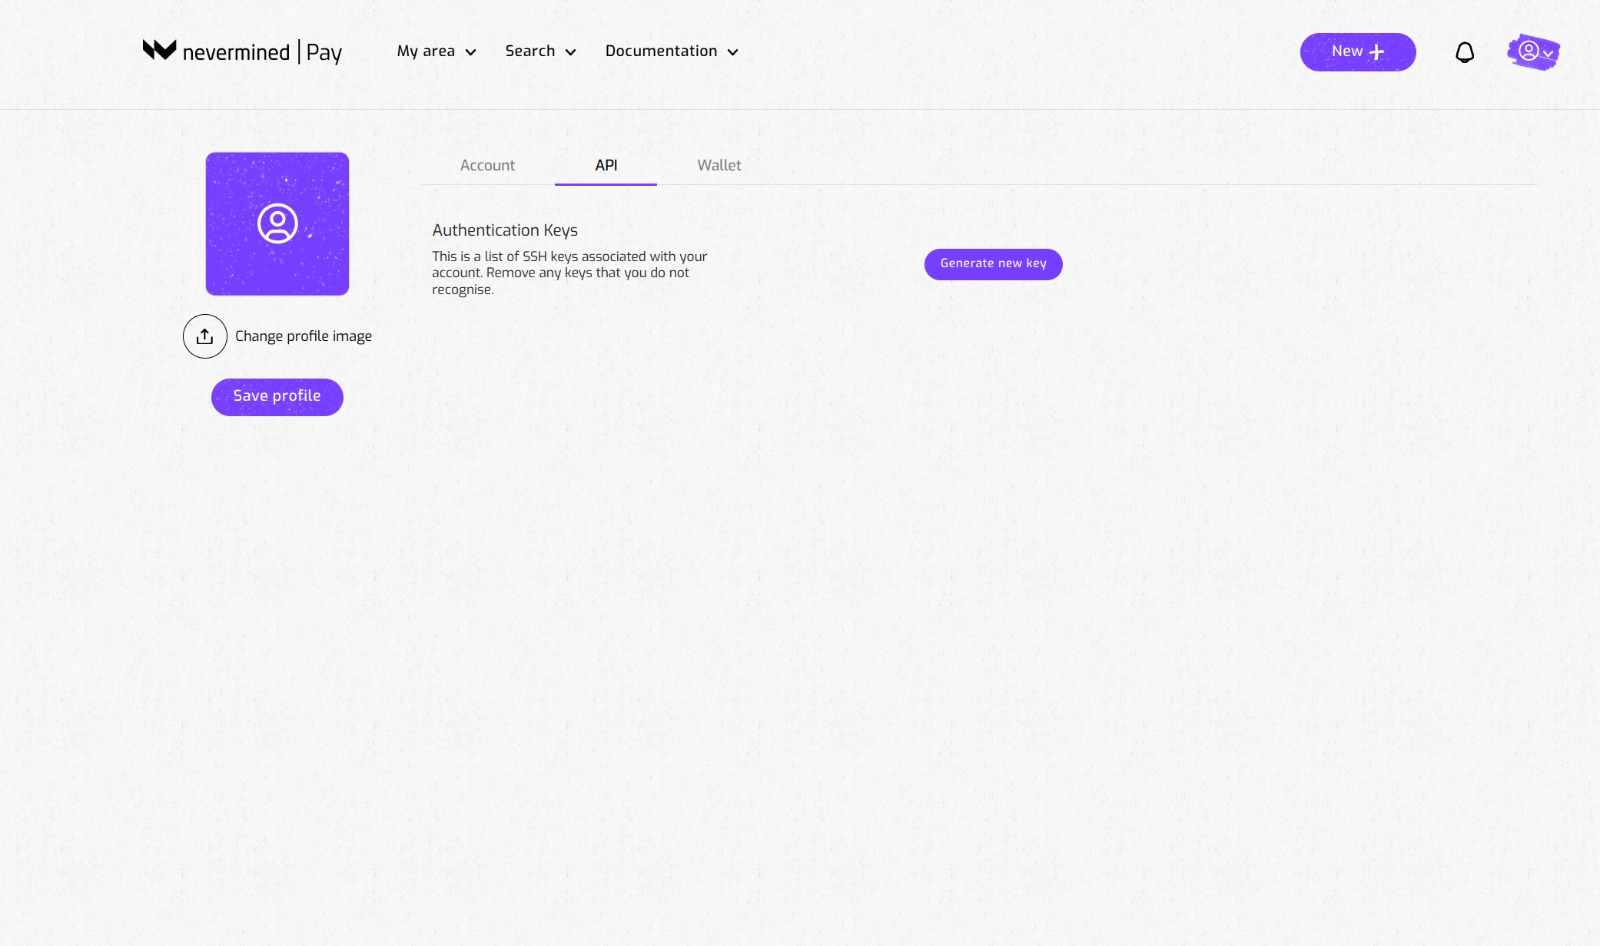 nevermined | Pay
My area
Search
Documentation
New
Account
API
Wallet
Authentication Keys
This is a list of SSH keys associated with your
account. Remove any keys that you do not
recognise.
Generate new key
Change profile image
Save profile